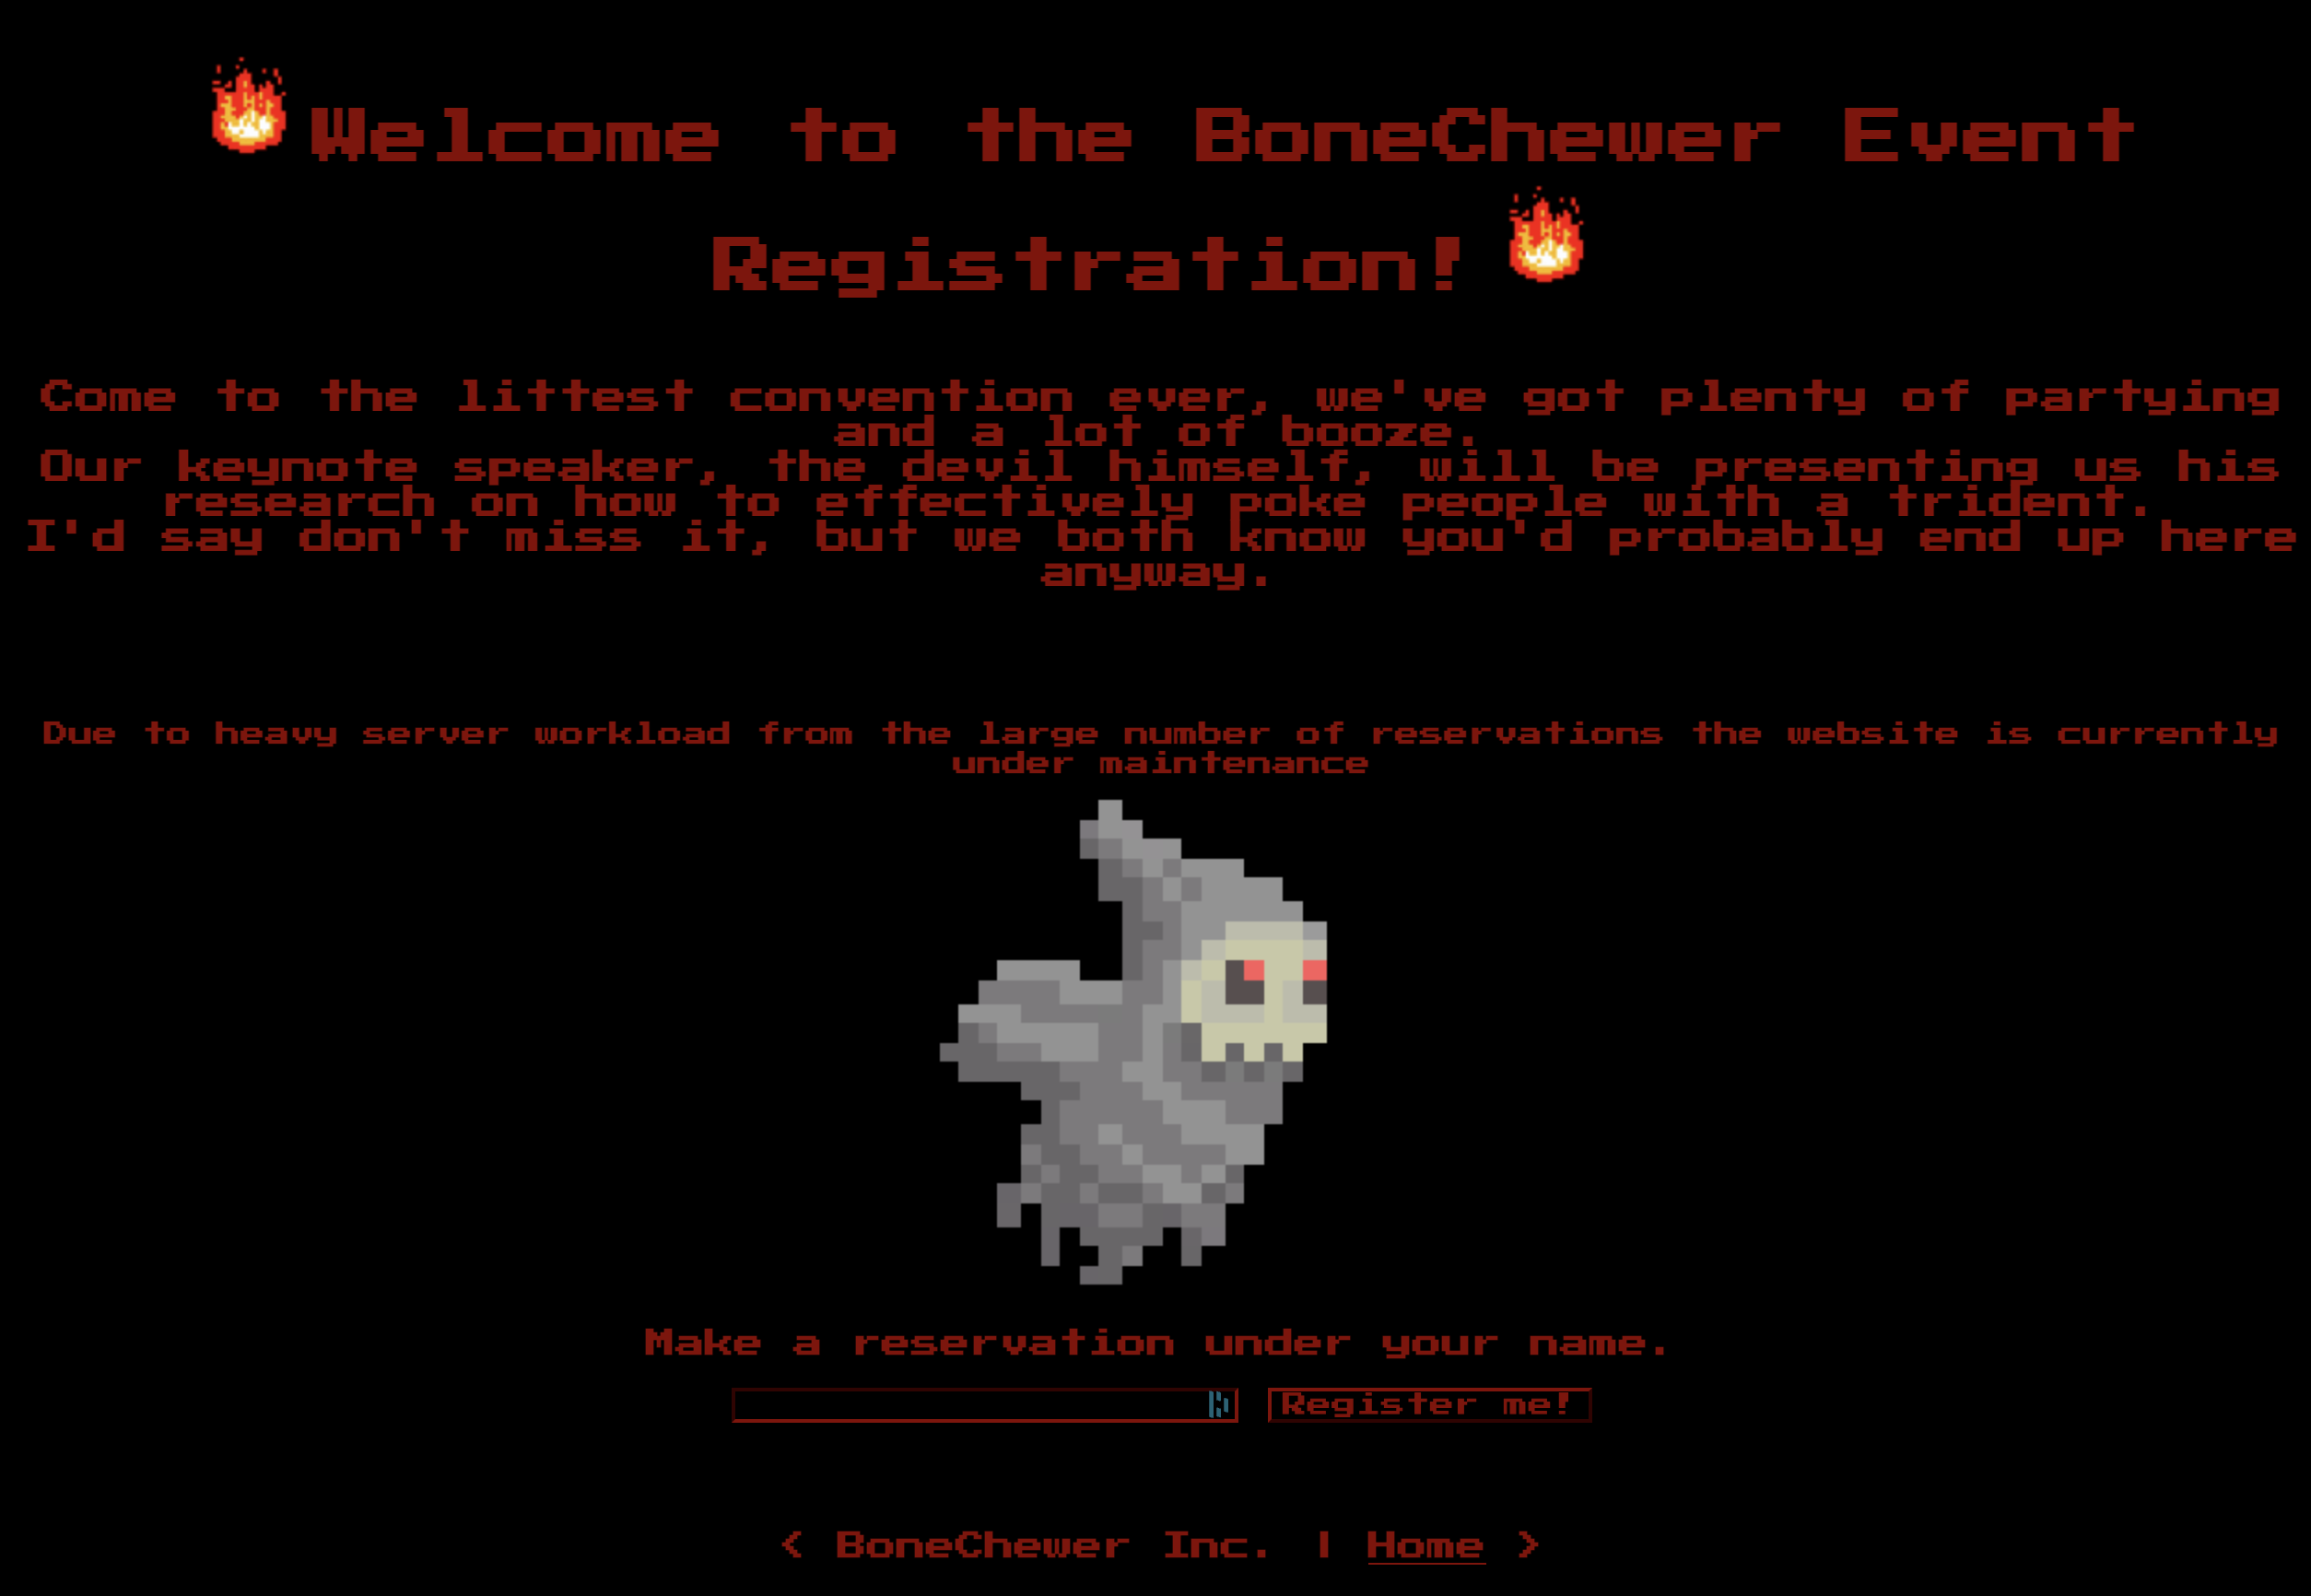 Welcome to the BoneChewer Event
Registration!
Come to the littest convention ever, we've got plenty of partying
and a lot of booze.
Our keynote speaker, the devil himself, will be presenting us his
research on how to effectively poke people with a trident.
I'd say don't miss it, but we both know you'd probably end up here
anyway.
Due to heavy server workload from the large number of reservations the website is currently
under maintenance
Make a reservation under your name.
Register me!
< BoneChewer Inc. | Home >